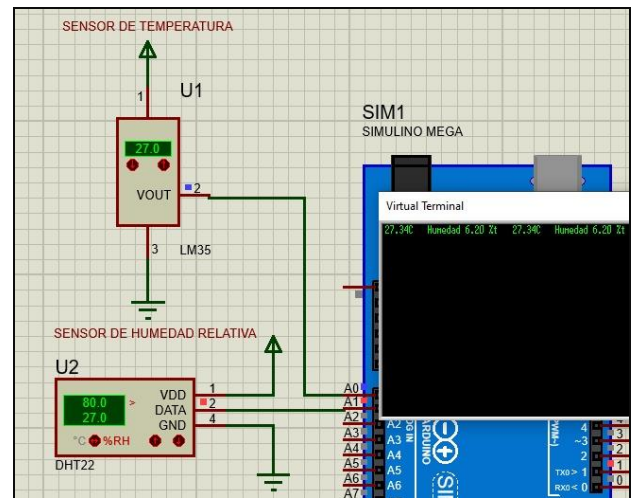 SENSOR DE TEMPERATURA
1
U1
27.0
VOUT
2
3
LM35
SIM1
SIMULINO MEGA
Virtual Terminal
27.34C Humedad 6.20 %t 27.34C Humedad 6.20 %t
SENSOR DE HUMEDAD RELATIVA
U2
80.0
27.0
>
°C
%RH
VDD
DATA
GND
1
2
4
DHT22
A0
A1
A2
A3
A4
A5
A6
A7
A2
A3
A4
A5
A6
ARDUINO
4
~3
2
TX0> 1
RX0< 0
4
3
2
1
0